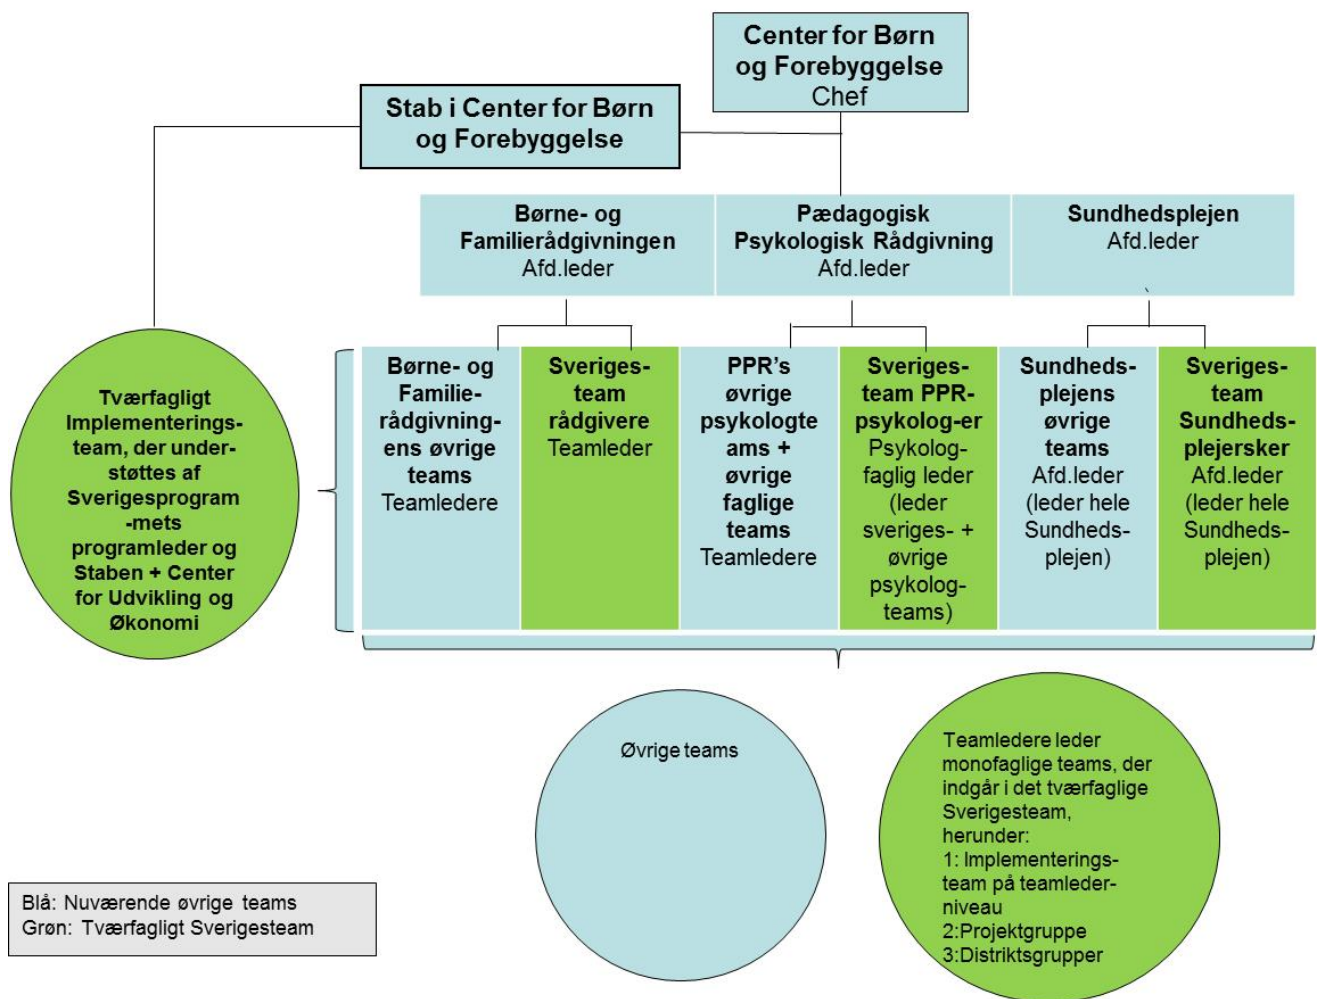 Center for Børn
og Forebyggelse
Chef
Stab i Center for Børn
og Forebyggelse
Børne- og
Familierådgivningen
Afd.leder
Pædagogisk
Psykologisk Rådgivning
Afd.leder
Sundhedsplejen
Afd.leder
Tværfagligt
Implementerings-
team, der under-
støttes af
Sverigesprogram
-mets
programleder og
Staben + Center
for Udvikling og
Økonomi
Børne- og
Familie-
rådgivning-
ens øvrige
teams
Teamledere
Sveriges-
team
rådgivere
Teamleder
PPR's
øvrige
psykologte
ams +
øvrige
faglige
teams
Teamledere
Sveriges-
team PPR-
psykolog-er
Psykolog-
faglig leder
(leder
sveriges- +
øvrige
psykolog-
teams)
Sundheds-
plejens
øvrige
teams
Afd.leder
(leder hele
Sundheds-
plejen)
Sveriges-
team
Sundheds-
plejersker
Afd.leder
(leder hele
Sundheds-
plejen)
Øvrige teams
Teamledere leder
monofaglige teams, der
indgår i det tværfaglige
Sverigesteam,
herunder:
1: Implementerings-
team på teamleder-
niveau
2:Projektgruppe
3:Distriktsgrupper
Blå: Nuværende øvrige teams
Grøn: Tværfagligt Sverigesteam